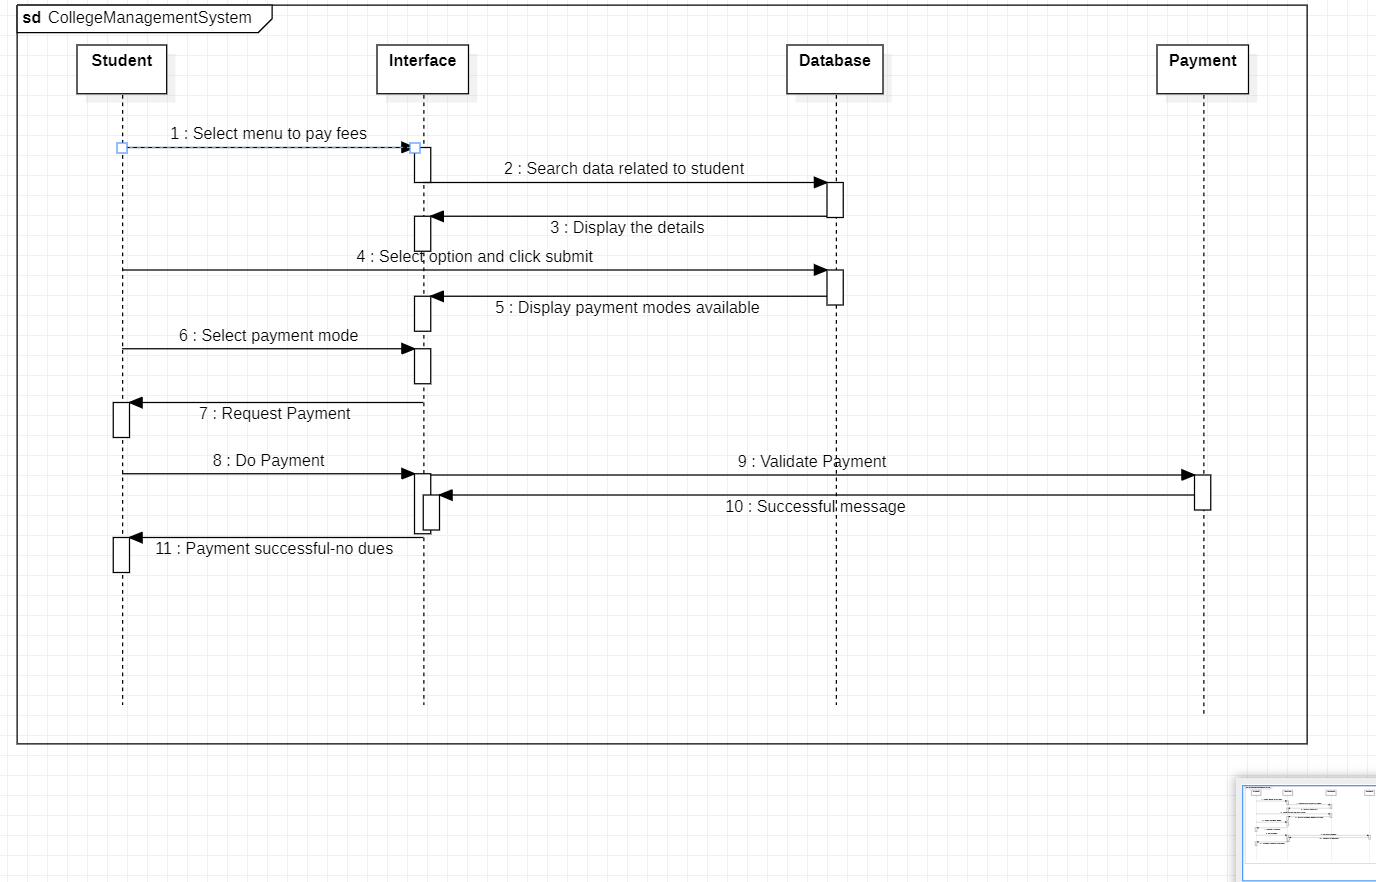 sd CollegeManagementSystem
Student
Interface
Database
Payment
1 : Select menu to pay fees
2 : Search data related to student
3 : Display the details
4 : Select option and click submit
5 : Display payment modes available
6 : Select payment mode
7 : Request Payment
8 : Do Payment
9 : Validate Payment
10 : Successful message
11 : Payment successful-no dues